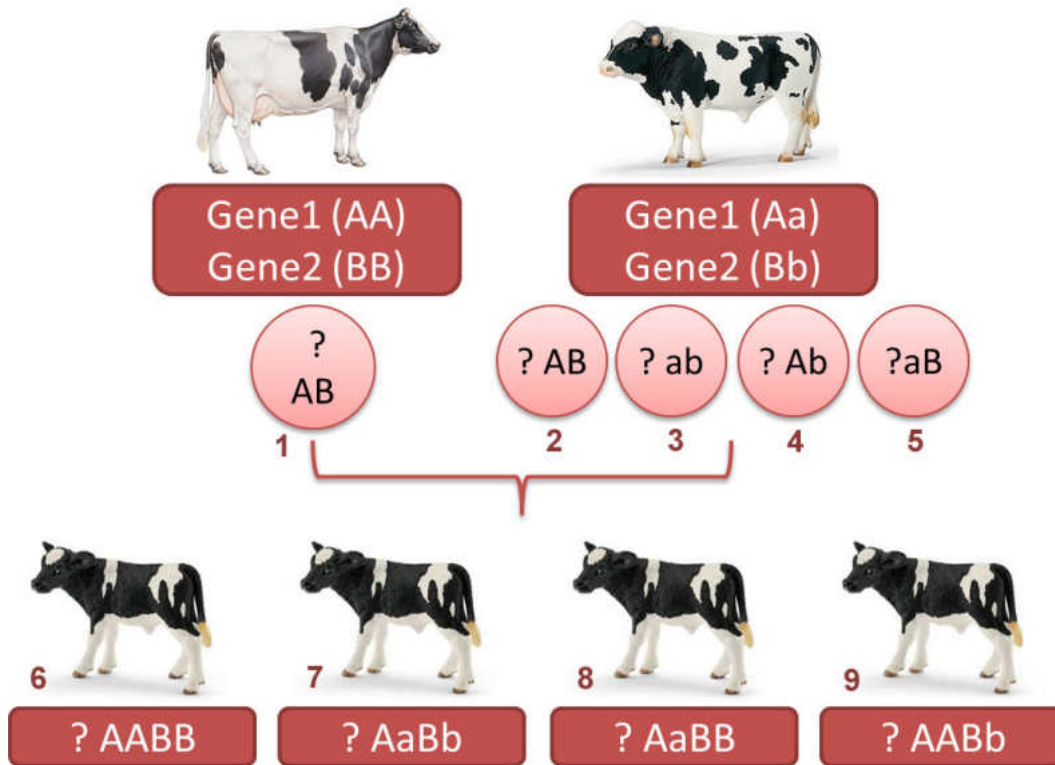 Gene1 (AA)
Gene2 (BB)
Gene1 (Aa)
Gene2 (Bb)
?
AB
? AB
? ab
? Ab
?aB
1
2
3
4
5
6
7
8
9
? AABB
? AaBb
? AaBB
? AABb